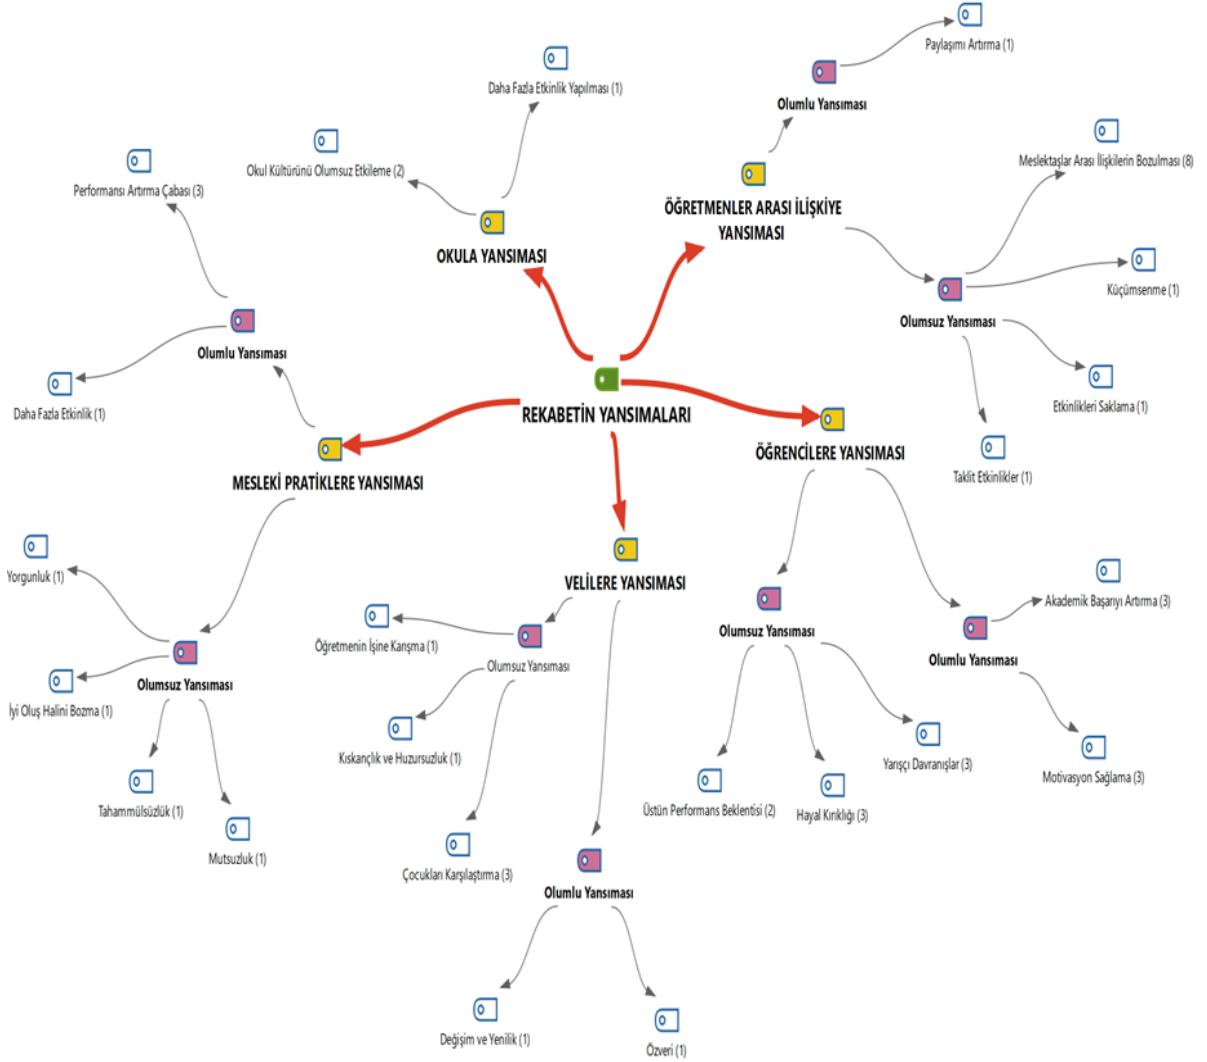 Paylaşımı Artırma (1)
Daha Fazla Etkinlik Yapılması (1)
Olumlu Yansıması
Meslektaşlar Arası İlişkilerin Bozulması (8)
Okul Kültürünü Olumsuz Etkileme (2)
Performansı Artırma Çabası (3)
ÖĞRETMENLER ARASI İLİŞKİYE
YANSIMASI
OKULA YANSIMASI
Küçümsenme (1)
Olumsuz Yansıması
Olumlu Yansıması
Etkinlikleri Saklama (1)
Daha Fazla Etkinlik (1)
REKABETİN YANSIMALARI
ÖĞRENCİLERE YANSIMASI
Taklit Etkinlikler (1)
MESLEKİ PRATİKLERE YANSIMASI
Yorgunluk (1)
VELİLERE YANSIMASI
Akademik Başarıyı Artırma (3)
Olumsuz Yansıması
Öğretmenin İşine Karışma (1)
Olumsuz Yansıması
Olumlu Yansıması
Olumsuz Yansıması
İyi Oluş Halini Bozma (1)
Kıskançlık ve Huzursuzluk (1)
Yarışçı Davranışlar (3)
Motivasyon Sağlama (3)
Tahammülsüzlük (1)
Üstün Performans Beklentisi (2)
Hayal Kırıklığı (3)
Mutsuzluk (1)
Çocukları Karşılaştırma (3)
Olumlu Yansıması
Değişim ve Yenilik (1)
Özveri (1)